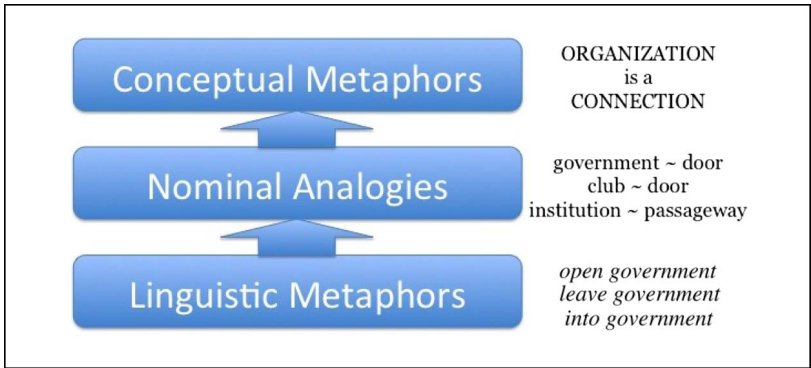 Conceptual Metaphors
ORGANIZATION
is a
CONNECTION
Nominal Analogies
government ~ door
club ~ door
institution ~ passageway
Linguistic Metaphors
open government
leave government
into government